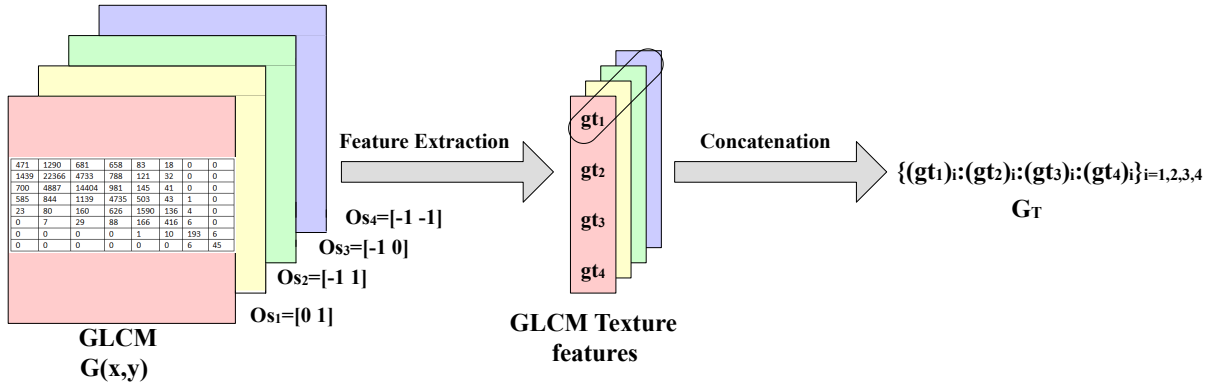 471 1290 681 658 83 18 0 0
1439 22366 4733 788 121 32 0 0
700 4887 14404 981 145 41 0 0
585 844 1139 4735 503 43 1 0
23 80 160 626 1590 136 4 0
0 7 29 88 166 416 6 0
0 0 0 0 1 10 193 6
0 0 0 0 0 0 6 45
Os₄=[-1 -1]
Os₃=[-1 0]
Os₂=[-1 1]
Os₁=[0 1]
GLCM
G(x,y)
Feature Extraction
gt₁
gt₂
gt₃
gt₄
GLCM Texture
features
Concatenation
{(gt₁)ᵢ:(gt₂)ᵢ:(gt₃)ᵢ:(gt₄)ᵢ}ᵢ₌₁,₂,₃,₄
G_T